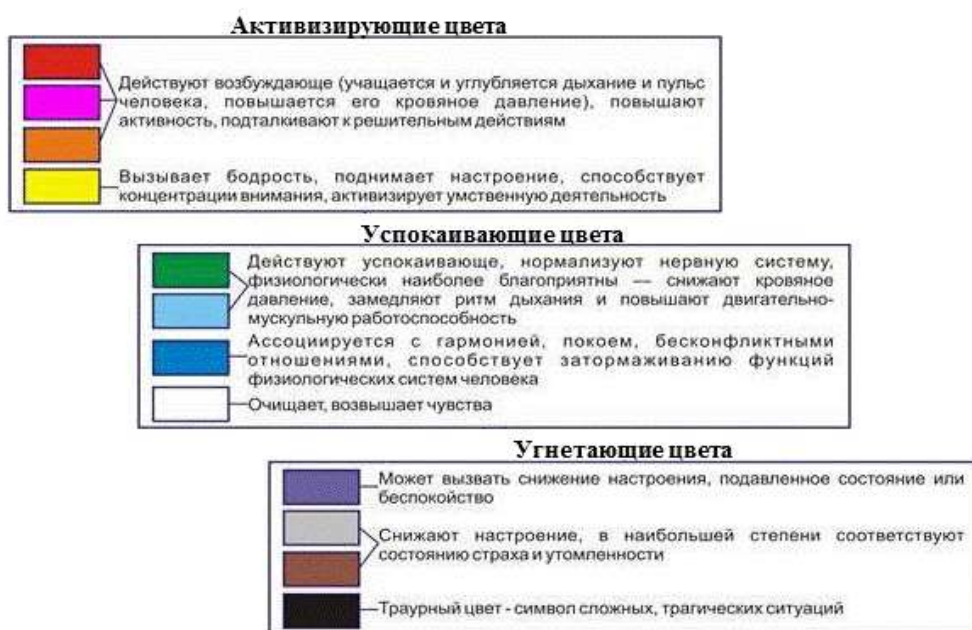 Активизирующие цвета
Действуют возбуждающе (учащается и углубляется дыхание и пульс
человека, повышается его кровяное давление), повышают
активность, подталкивают к решительным действиям
Вызывает бодрость, поднимает настроение, способствует
концентрации внимания, активизирует умственную деятельность
Успокаивающие цвета
Действуют успокаивающе, нормализуют нервную систему,
физиологически наиболее благоприятны — снижают кровяное
давление, замедляют ритм дыхания и повышают двигательно-
мускульную работоспособность
Ассоциируется с гармонией, покоем, бесконфликтными
отношениями, способствует затормаживанию функций
физиологических систем человека
Очищает, возвышает чувства
Угнетающие цвета
Может вызвать снижение настроения, подавленное состояние или
беспокойство
Снижают настроение, в наибольшей степени соответствуют
состоянию страха и утомленности
Траурный цвет - символ сложных, трагических ситуаций